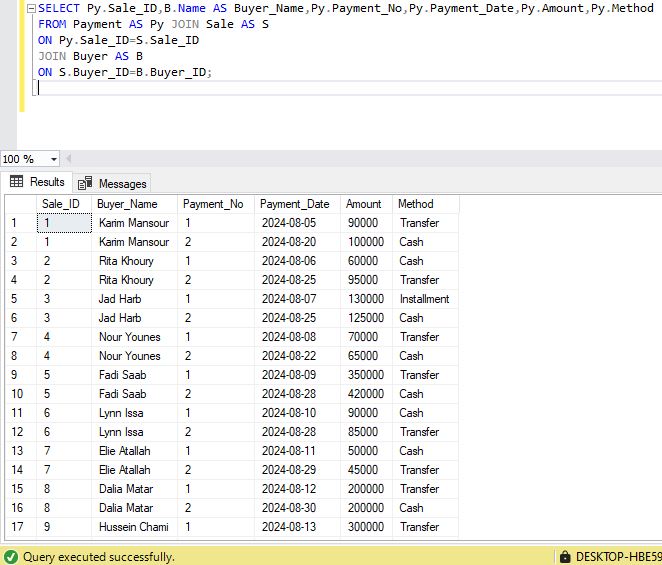 SELECT Py.Sale_ID,B.Name AS Buyer_Name,Py.Payment_No,Py.Payment_Date,Py.Amount,Py.Method
FROM Payment AS Py JOIN Sale AS S
ON Py.Sale_ID=S.Sale_ID
JOIN Buyer AS B
ON S.Buyer_ID=B.Buyer_ID;
100 %
Results Messages
Sale_ID Buyer_Name Payment_No Payment_Date Amount Method
1 1 Karim Mansour 1 2024-08-05 90000 Transfer
2 1 Karim Mansour 2 2024-08-20 100000 Cash
3 2 Rita Khoury 1 2024-08-06 60000 Cash
4 2 Rita Khoury 2 2024-08-25 95000 Transfer
5 3 Jad Harb 1 2024-08-07 130000 Installment
6 3 Jad Harb 2 2024-08-25 125000 Cash
7 4 Nour Younes 1 2024-08-08 70000 Transfer
8 4 Nour Younes 2 2024-08-22 65000 Cash
9 5 Fadi Saab 1 2024-08-09 350000 Transfer
10 5 Fadi Saab 2 2024-08-28 420000 Cash
11 6 Lynn Issa 1 2024-08-10 90000 Cash
12 6 Lynn Issa 2 2024-08-28 85000 Transfer
13 7 Elie Atallah 1 2024-08-11 50000 Cash
14 7 Elie Atallah 2 2024-08-29 45000 Transfer
15 8 Dalia Matar 1 2024-08-12 200000 Transfer
16 8 Dalia Matar 2 2024-08-30 200000 Cash
17 9 Hussein Chami 1 2024-08-13 300000 Transfer
Query executed successfully. DESKTOP-HBE59